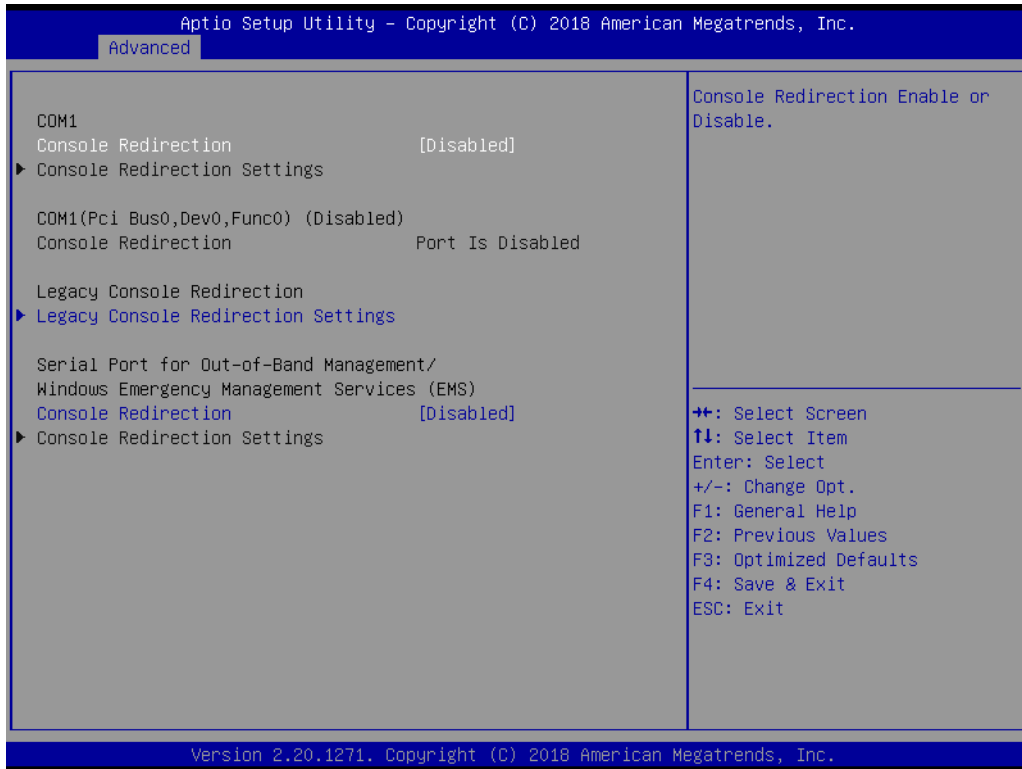 Aptio Setup Utility – Copyright (C) 2018 American Megatrends, Inc.
Advanced
COM1
Console Redirection [Disabled]
Console Redirection Settings
COM1(Pci Bus0,Dev0,Func0) (Disabled)
Console Redirection Port Is Disabled
Legacy Console Redirection
Legacy Console Redirection Settings
Serial Port for Out-of-Band Management/
Windows Emergency Management Services (EMS)
Console Redirection [Disabled]
Console Redirection Settings
Console Redirection Enable or
Disable.
→←: Select Screen
↑↓: Select Item
Enter: Select
+/-: Change Opt.
F1: General Help
F2: Previous Values
F3: Optimized Defaults
F4: Save & Exit
ESC: Exit
Version 2.20.1271. Copyright (C) 2018 American Megatrends, Inc.